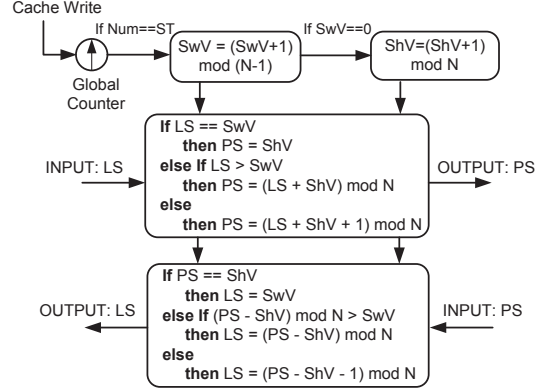 Cache Write
If Num==ST
Global
Counter
SwV = (SwV+1)
mod (N-1)
If SwV==0
ShV=(ShV+1)
mod N
INPUT: LS
If LS == SwV
then PS = ShV
else If LS > SwV
then PS = (LS + ShV) mod N
else
then PS = (LS + ShV + 1) mod N
OUTPUT: PS
OUTPUT: LS
If PS == ShV
then LS = SwV
else If (PS - ShV) mod N > SwV
then LS = (PS - ShV) mod N
else
then LS = (PS - ShV - 1) mod N
INPUT: PS